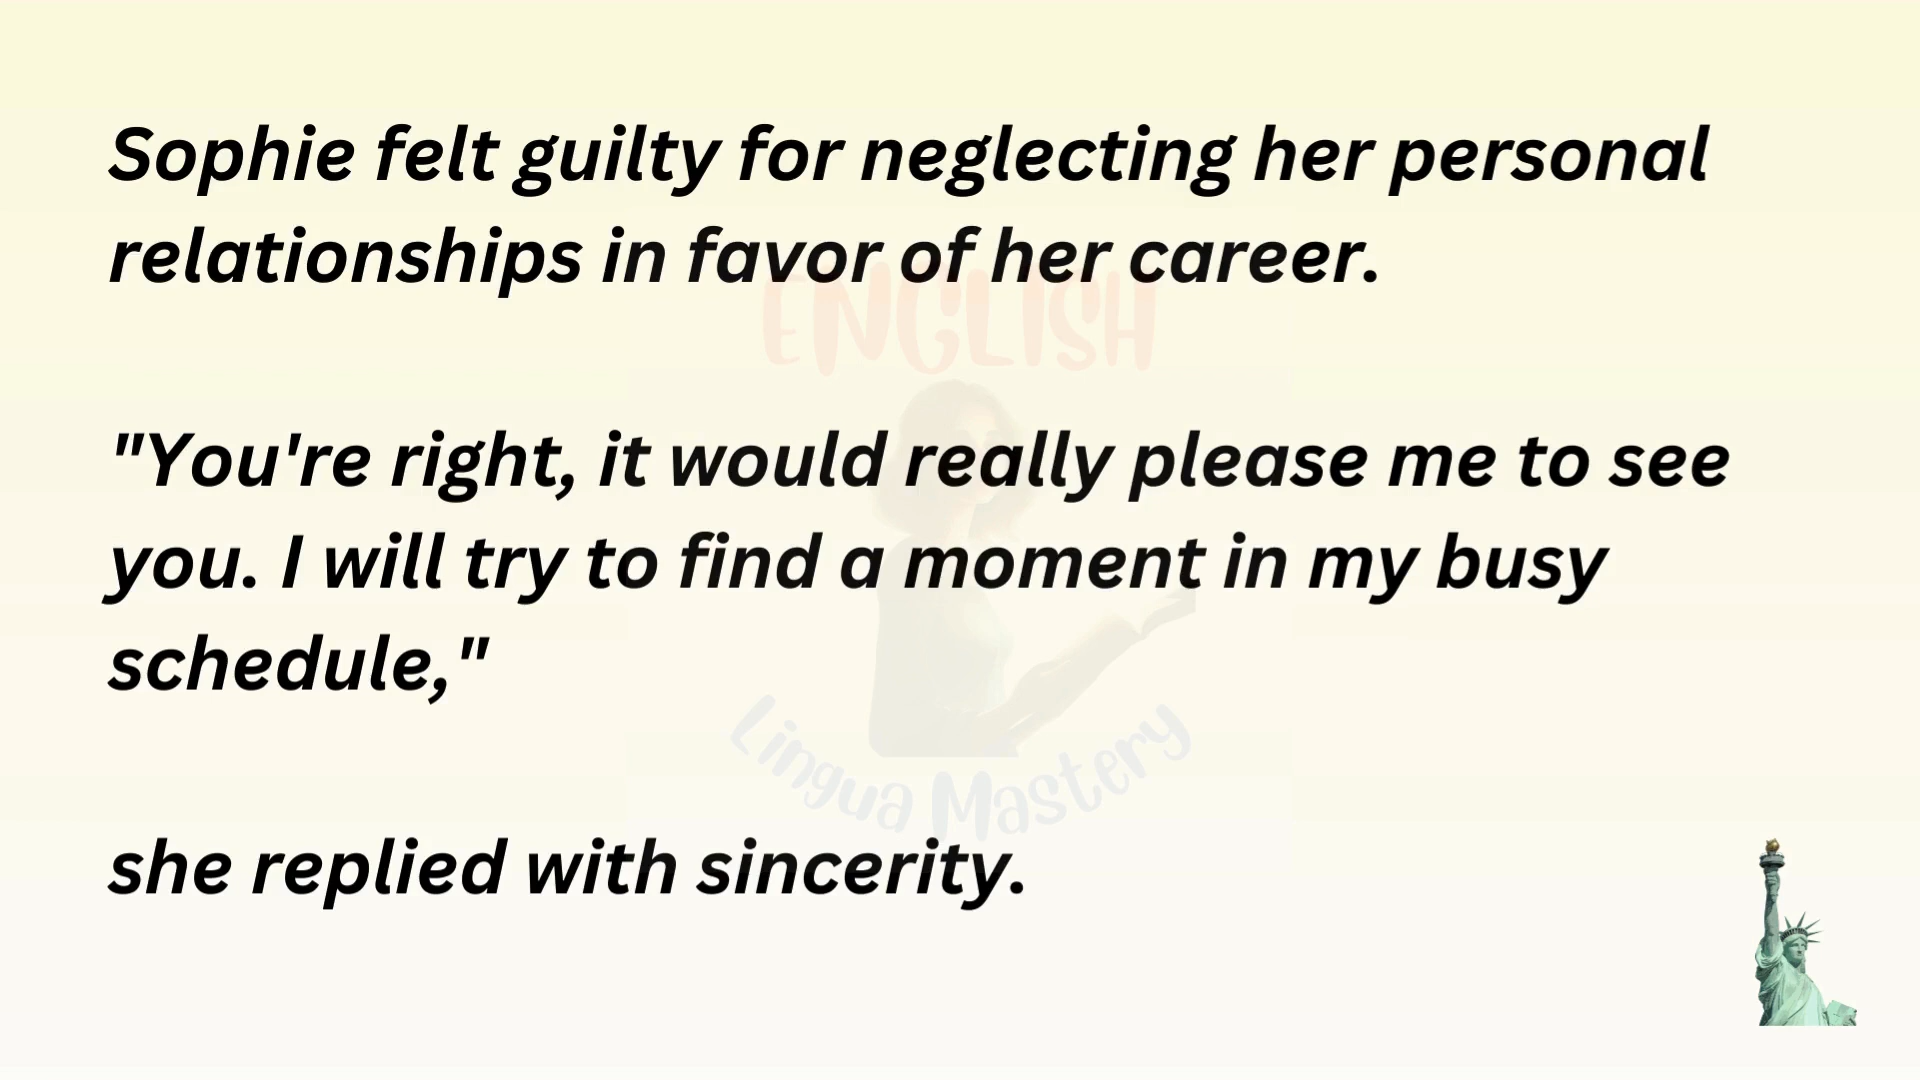 Sophie felt guilty for neglecting her personal
relationships in favor of her career.
ENGLISH
"You're right, it would really please me to see
you. I will try to find a moment in my busy
schedule,"
Lingua Mastery
she replied with sincerity.